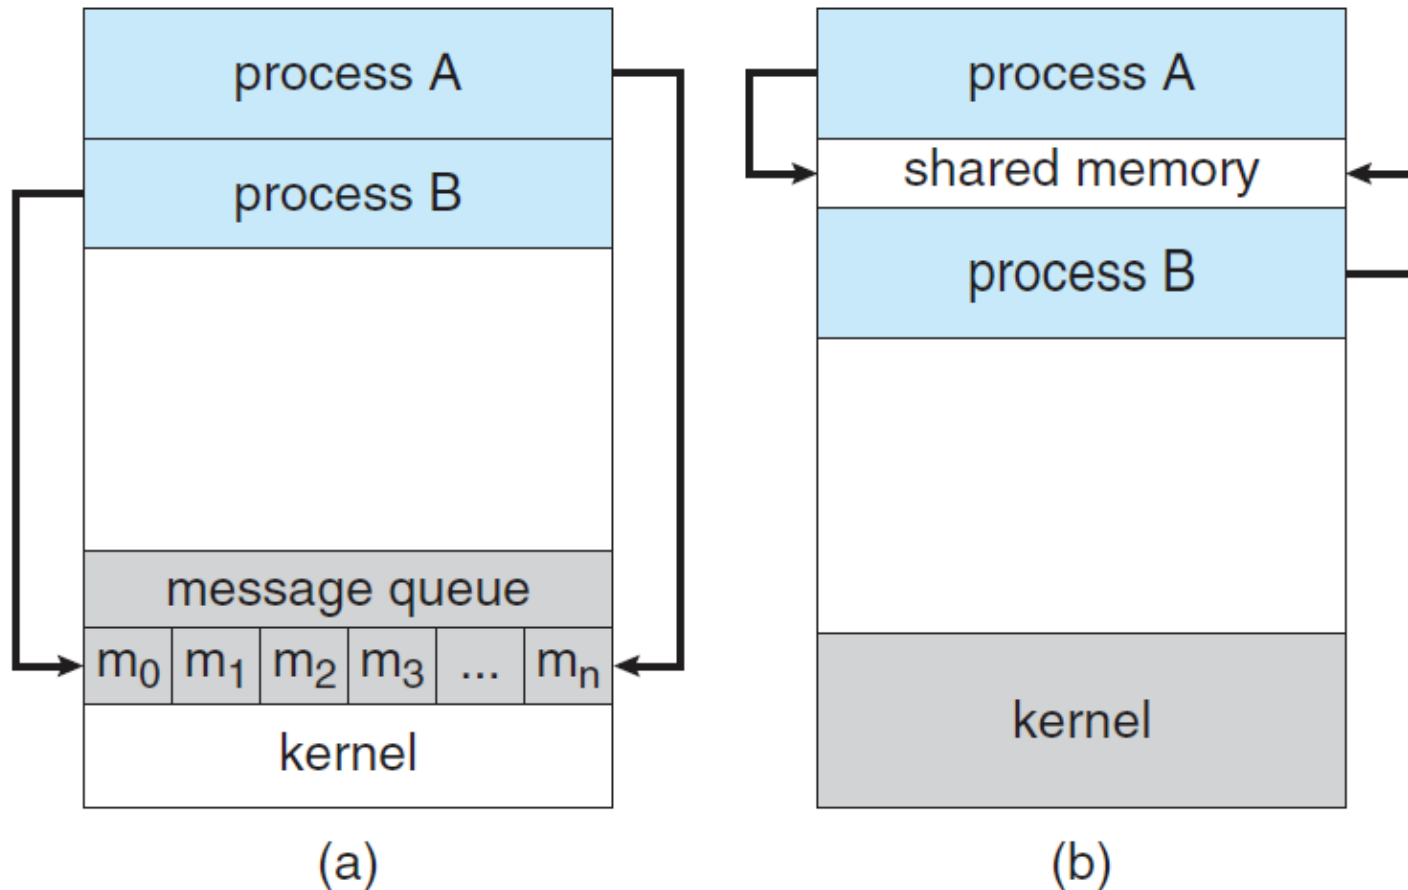 process A
process B
message queue
m0 m1 m2 m3 ... mn
kernel
(a)
process A
shared memory
process B
kernel
(b)